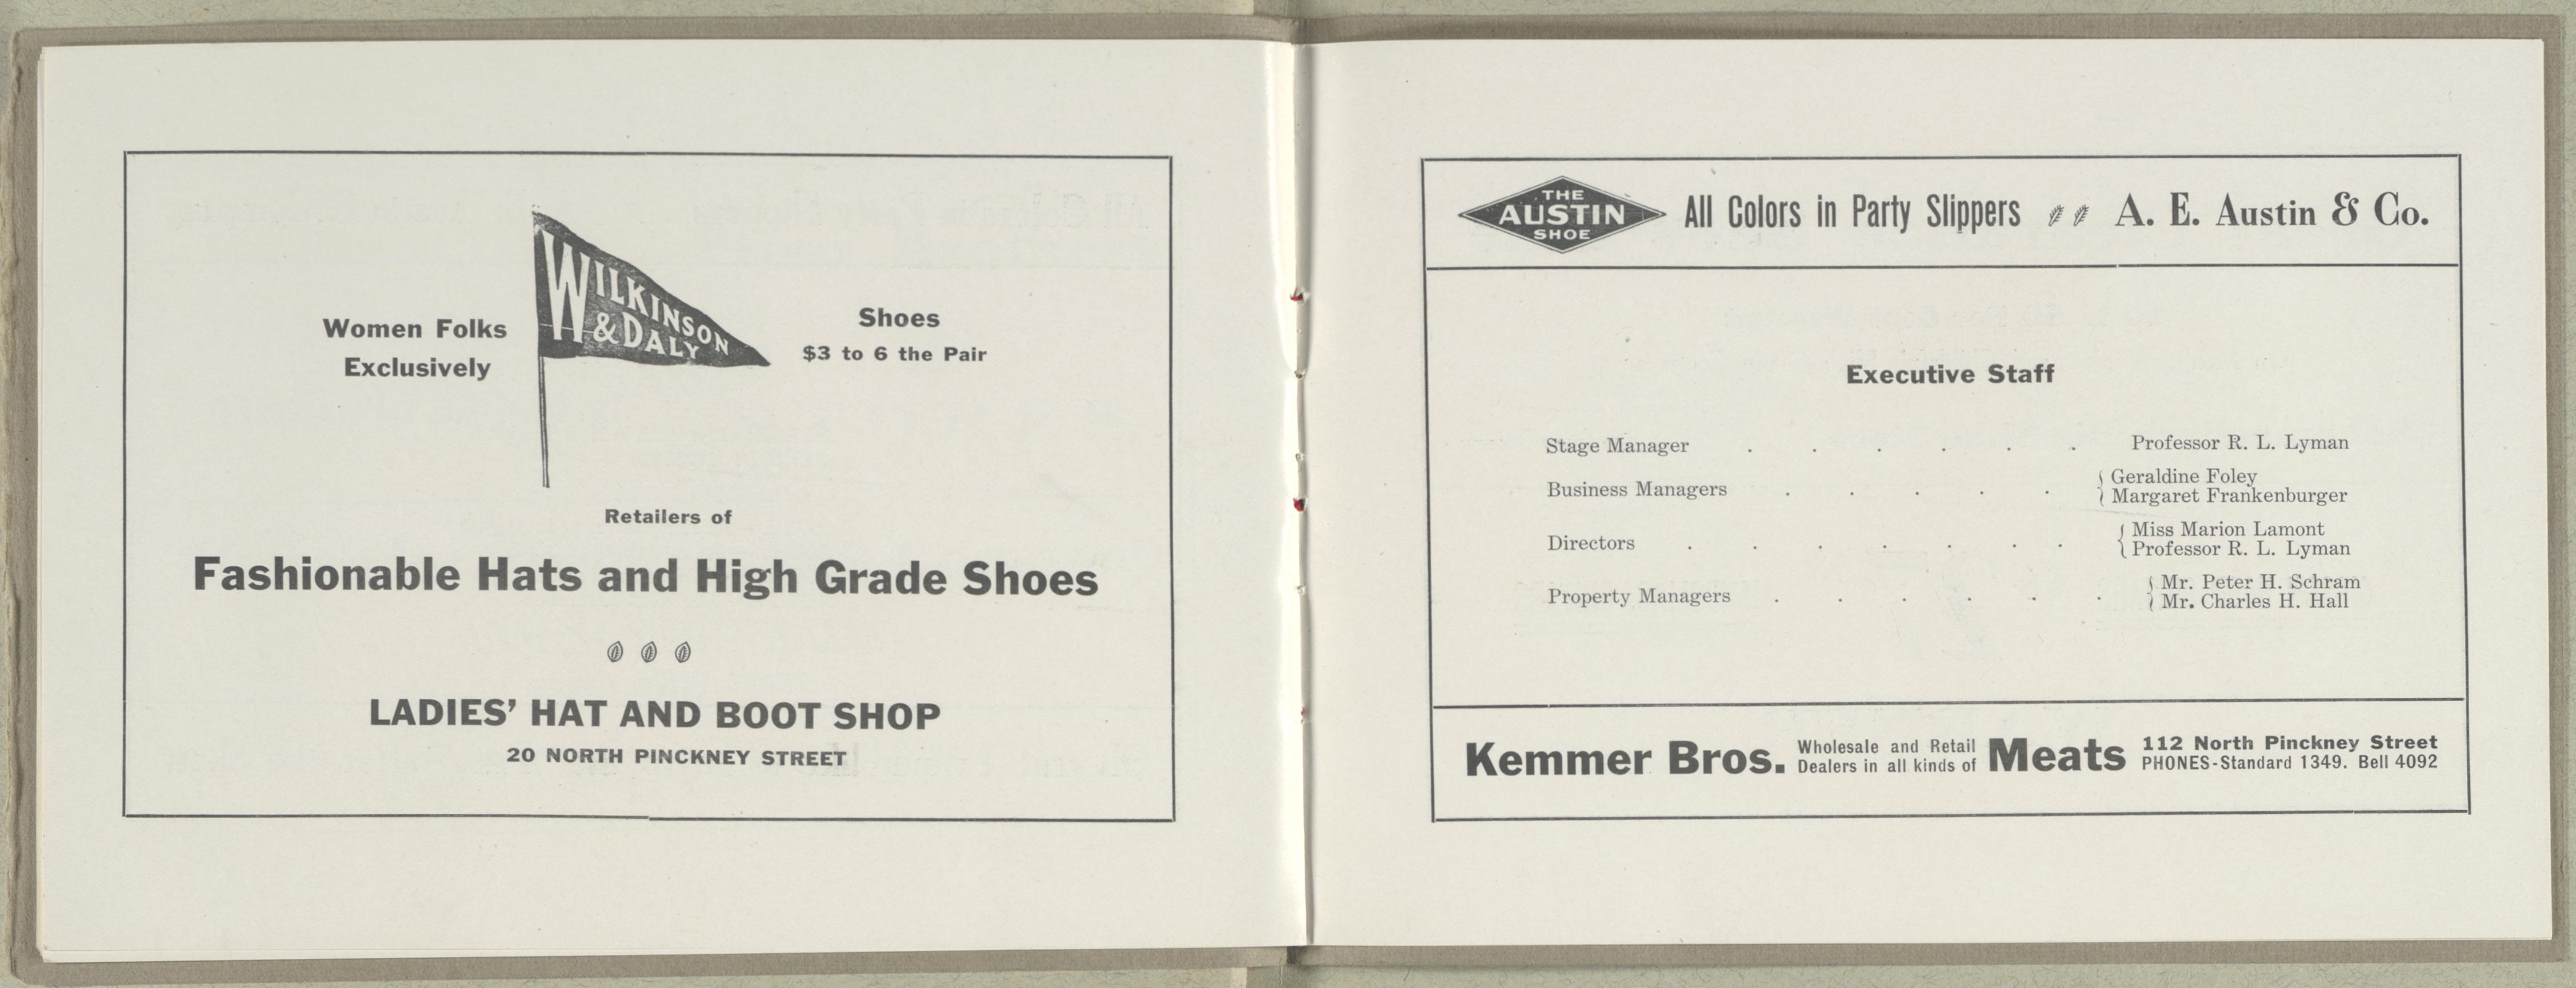 Women Folks
Exclusively
WILKINSON
& DALY
Shoes
$3 to 6 the Pair
Retailers of
Fashionable Hats and High Grade Shoes
LADIES' HAT AND BOOT SHOP
20 NORTH PINCKNEY STREET
THE
AUSTIN
SHOE
All Colors in Party Slippers A. E. Austin & Co.
Executive Staff
Stage Manager . . . . . . Professor R. L. Lyman
Business Managers . . . . . { Geraldine Foley
{ Margaret Frankenburger
Directors . . . . . . . { Miss Marion Lamont
{ Professor R. L. Lyman
Property Managers . . . . . . { Mr. Peter H. Schram
{ Mr. Charles H. Hall
Kemmer Bros. Wholesale and Retail
Dealers in all kinds of Meats 112 North Pinckney Street
PHONES-Standard 1349. Bell 4092